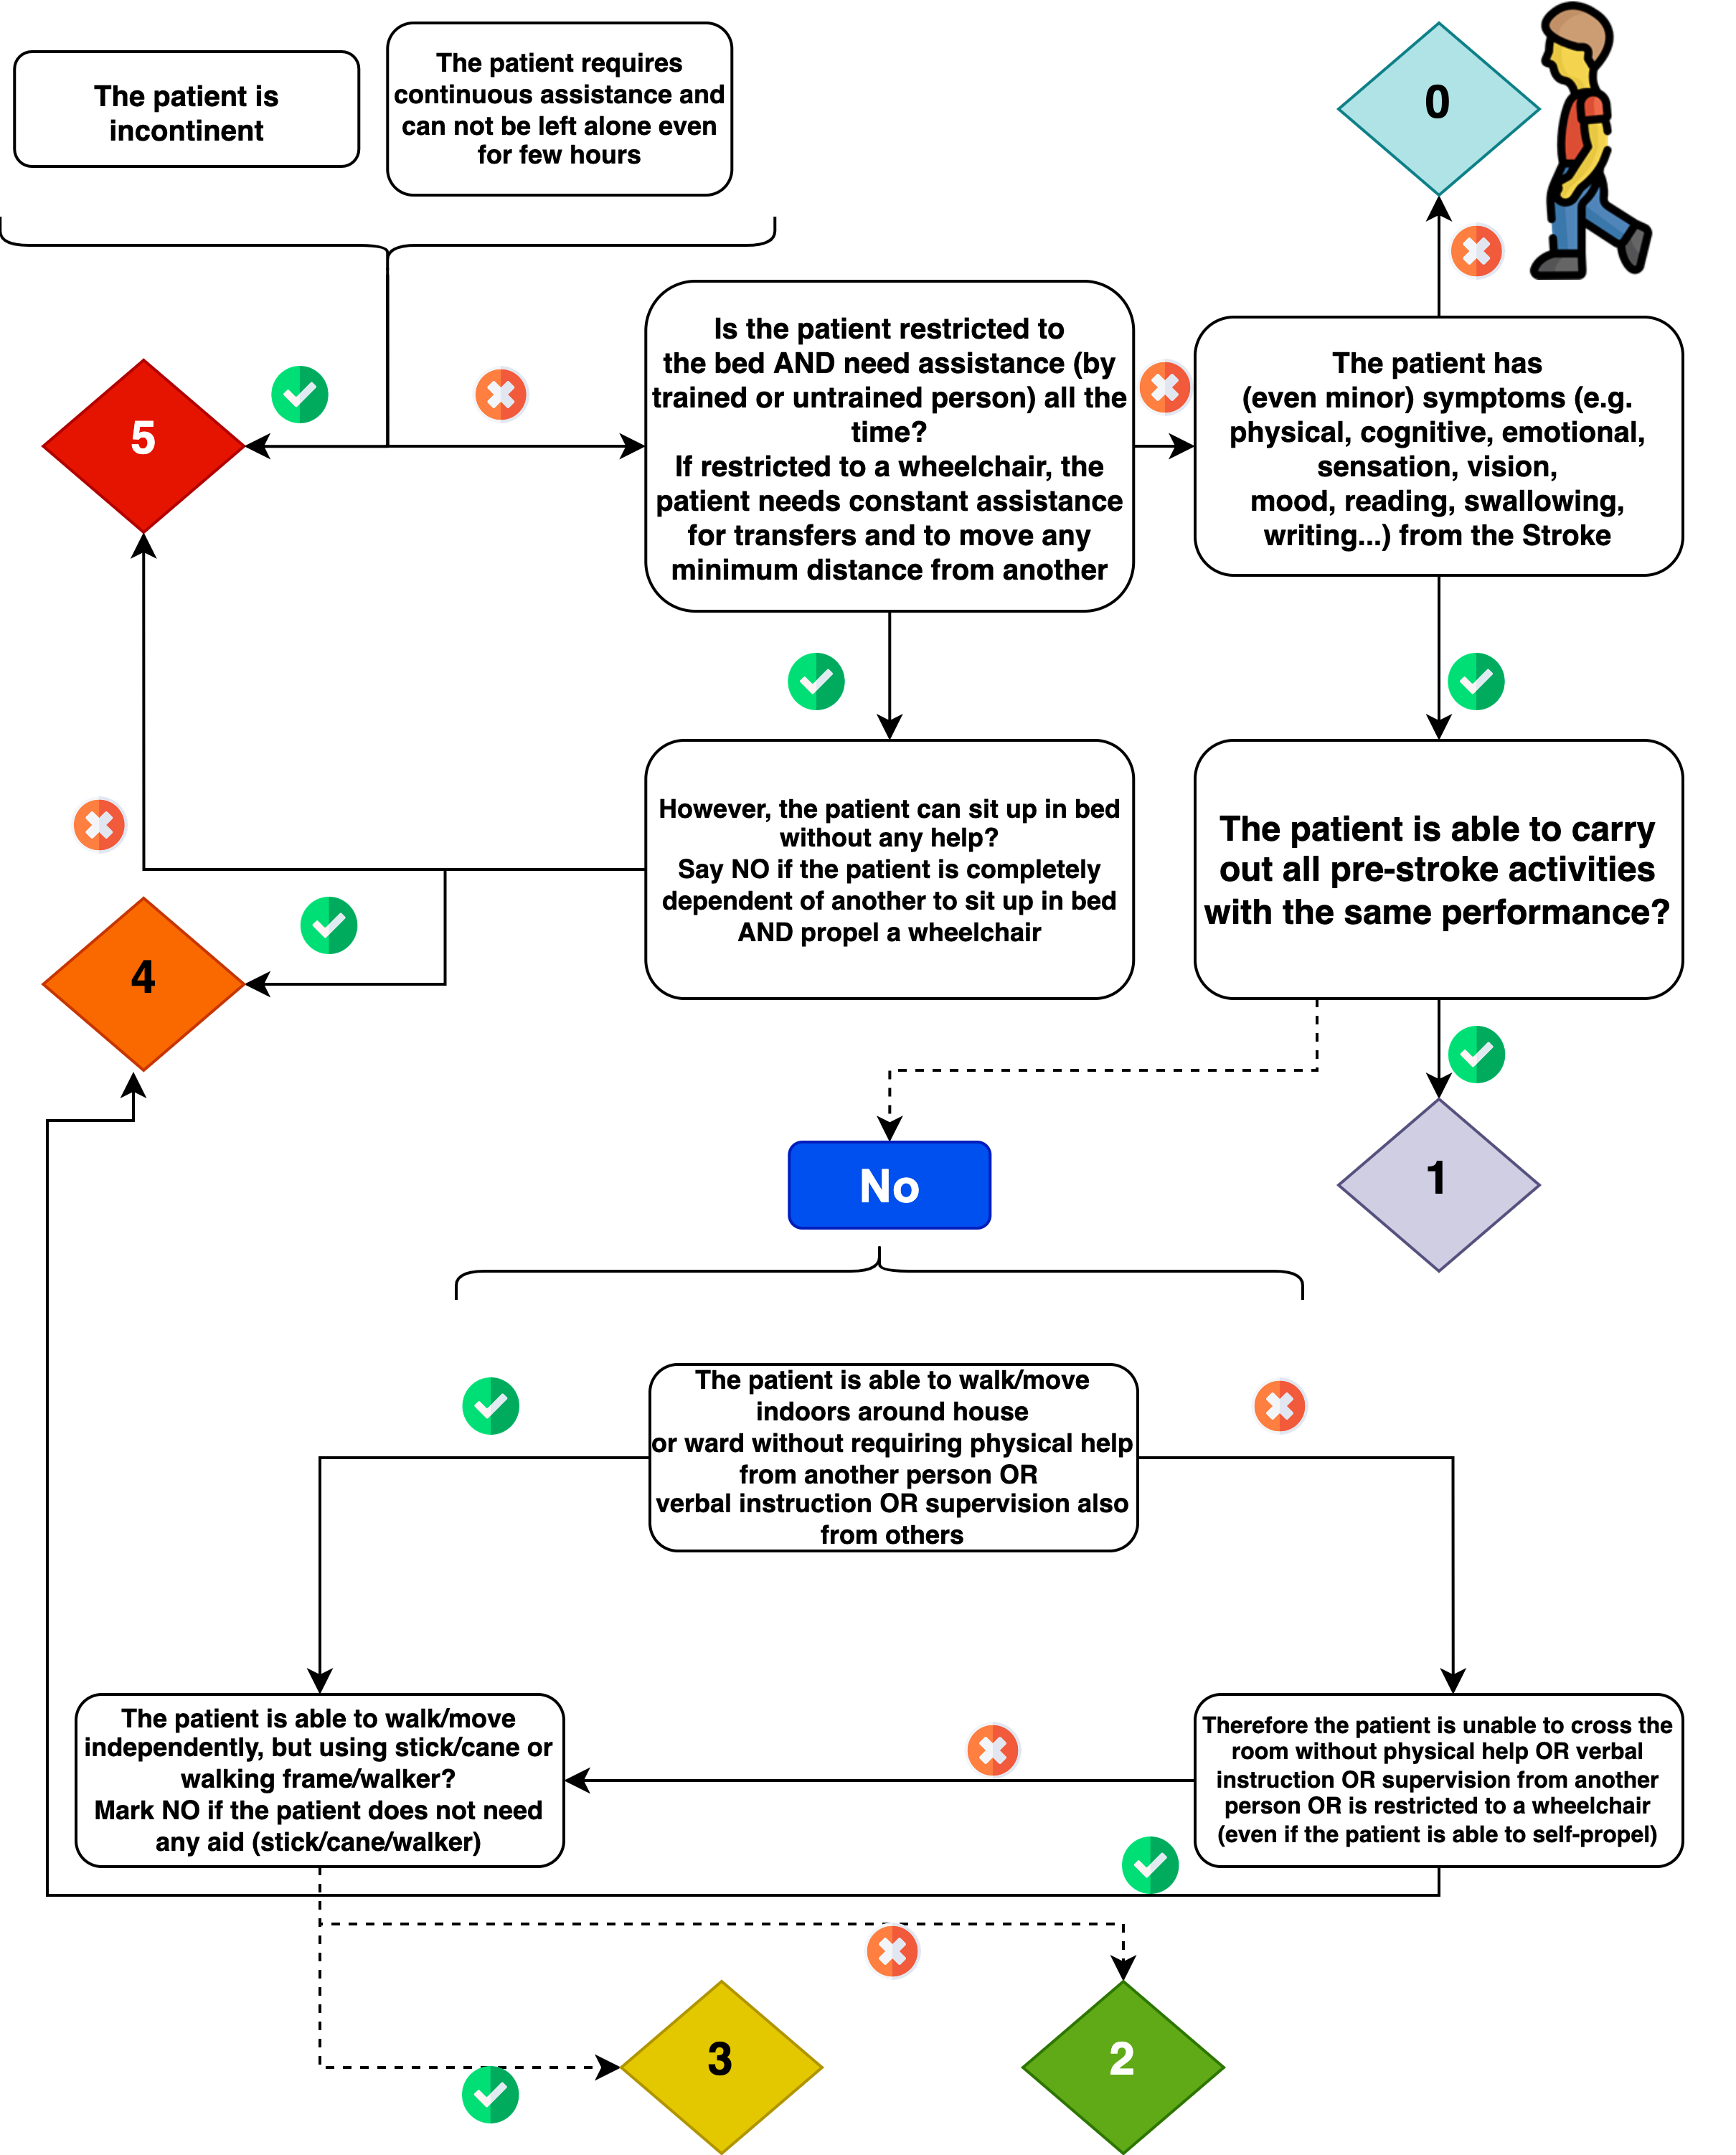 The patient is
incontinent
The patient requires
continuous assistance and
can not be left alone even
for few hours
0
Is the patient restricted to
the bed AND need assistance (by
trained or untrained person) all the
time?
If restricted to a wheelchair, the
patient needs constant assistance
for transfers and to move any
minimum distance from another
The patient has
(even minor) symptoms (e.g.
physical, cognitive, emotional,
sensation, vision,
mood, reading, swallowing,
writing...) from the Stroke
5
However, the patient can sit up in bed
without any help?
Say NO if the patient is completely
dependent of another to sit up in bed
AND propel a wheelchair
The patient is able to carry
out all pre-stroke activities
with the same performance?
4
No
1
The patient is able to walk/move
indoors around house
or ward without requiring physical help
from another person OR
verbal instruction OR supervision also
from others
The patient is able to walk/move
independently, but using stick/cane or
walking frame/walker?
Mark NO if the patient does not need
any aid (stick/cane/walker)
Therefore the patient is unable to cross the
room without physical help OR verbal
instruction OR supervision from another
person OR is restricted to a wheelchair
(even if the patient is able to self-propel)
3
2